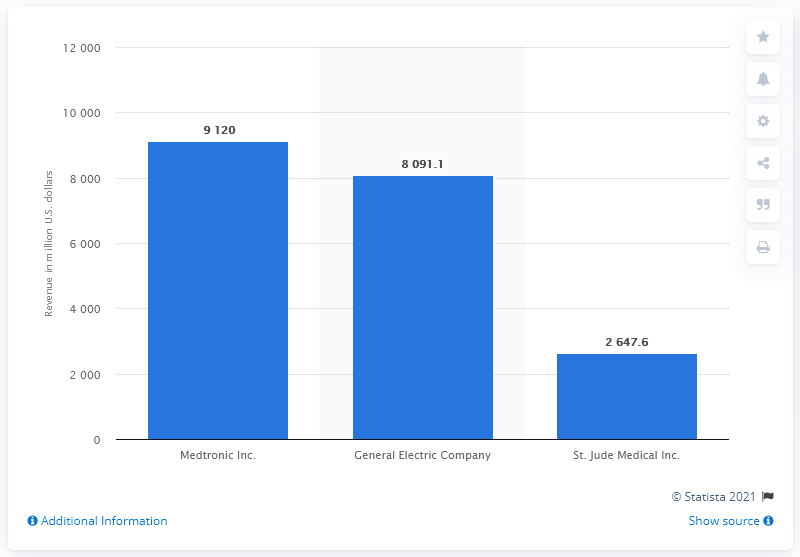 12 000
10 000
8 000
6 000
4 000
2 000
0
Revenue in million U.S. dollars
9 120
8 091.1
2 647.6
Medtronic Inc.
General Electric Company
St. Jude Medical Inc.
© Statista 2021
Additional Information
Show source